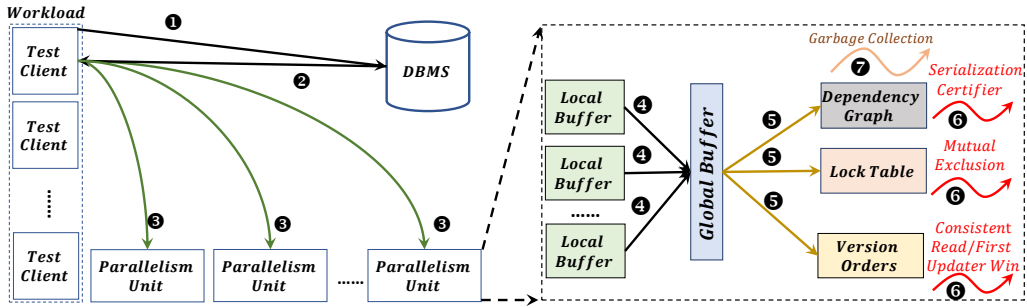 Workload
Test
Client
Test
Client
......
Test
Client
❶
❷
DBMS
❸
❸
❸
Parallelism
Unit
Parallelism
Unit
......
Parallelism
Unit
Local
Buffer
Local
Buffer
......
Local
Buffer
❹
❹
❹
Global Buffer
❺
❺
❺
Garbage Collection
❼
Dependency
Graph
Serialization
Certifier
❻
Lock Table
Mutual
Exclusion
❻
Version
Orders
Consistent
Read/First
Updater Win
❻